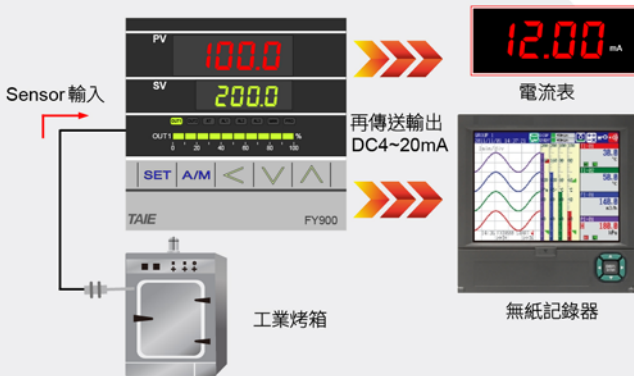 PV
100.0
SV
200.0
OUT1
%
0 20 40 60 80 100
SET A/M
TAIE
FY900
Sensor 輸入
12.00 mA
電流表
再傳送輸出
DC4~20mA
無紙記錄器
工業烤箱